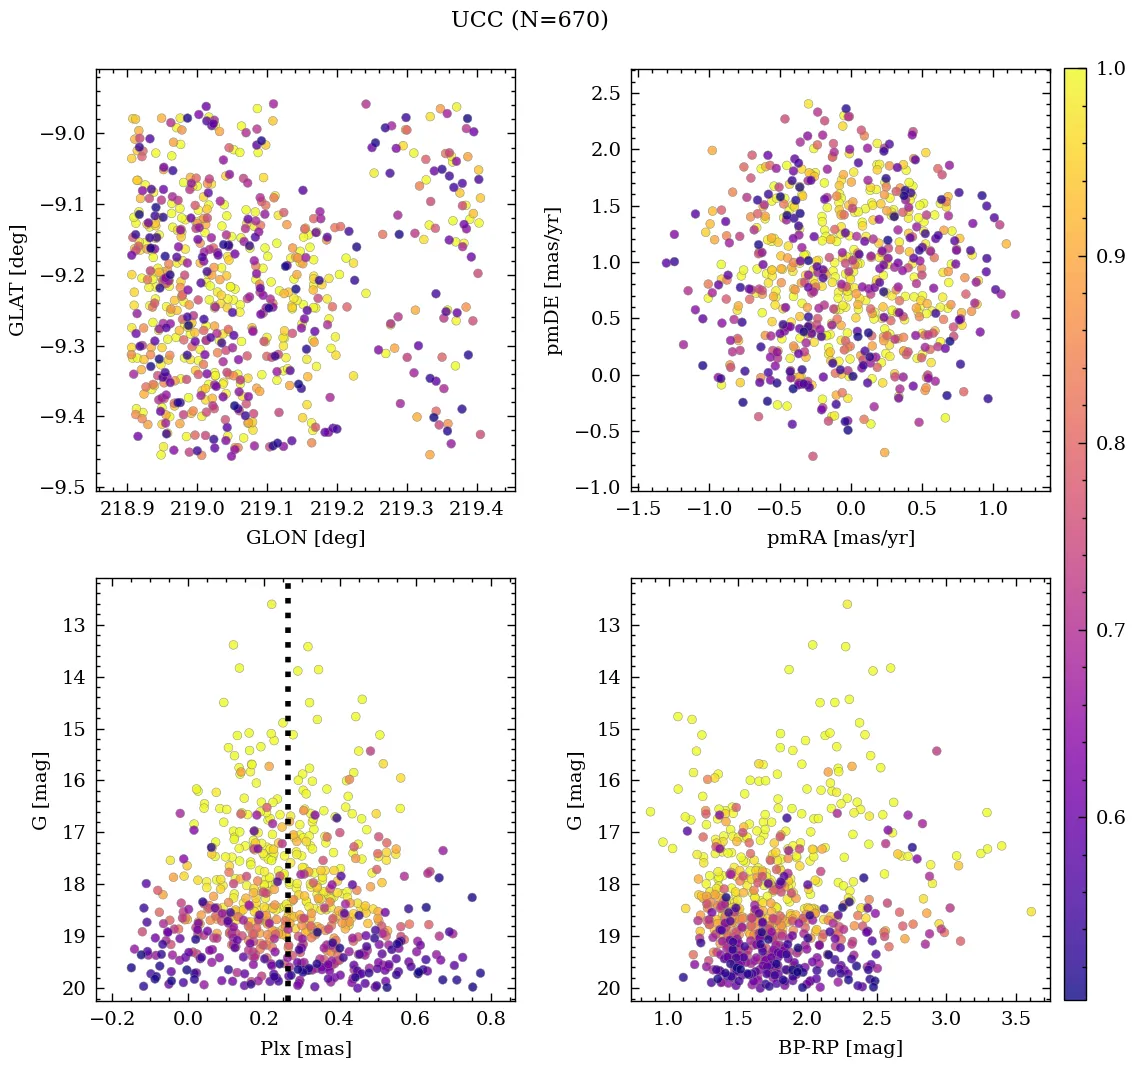 UCC (N=670)
−9.0
−9.1
−9.2
−9.3
−9.4
−9.5
GLAT [deg]
218.9 219.0 219.1 219.2 219.3 219.4
GLON [deg]
2.5
2.0
1.5
1.0
0.5
0.0
−0.5
−1.0
pmDE [mas/yr]
−1.5 −1.0 −0.5 0.0 0.5 1.0
pmRA [mas/yr]
13
14
15
16
17
18
19
20
G [mag]
−0.2 0.0 0.2 0.4 0.6 0.8
Plx [mas]
13
14
15
16
17
18
19
20
G [mag]
1.0 1.5 2.0 2.5 3.0 3.5
BP-RP [mag]
1.0
0.9
0.8
0.7
0.6